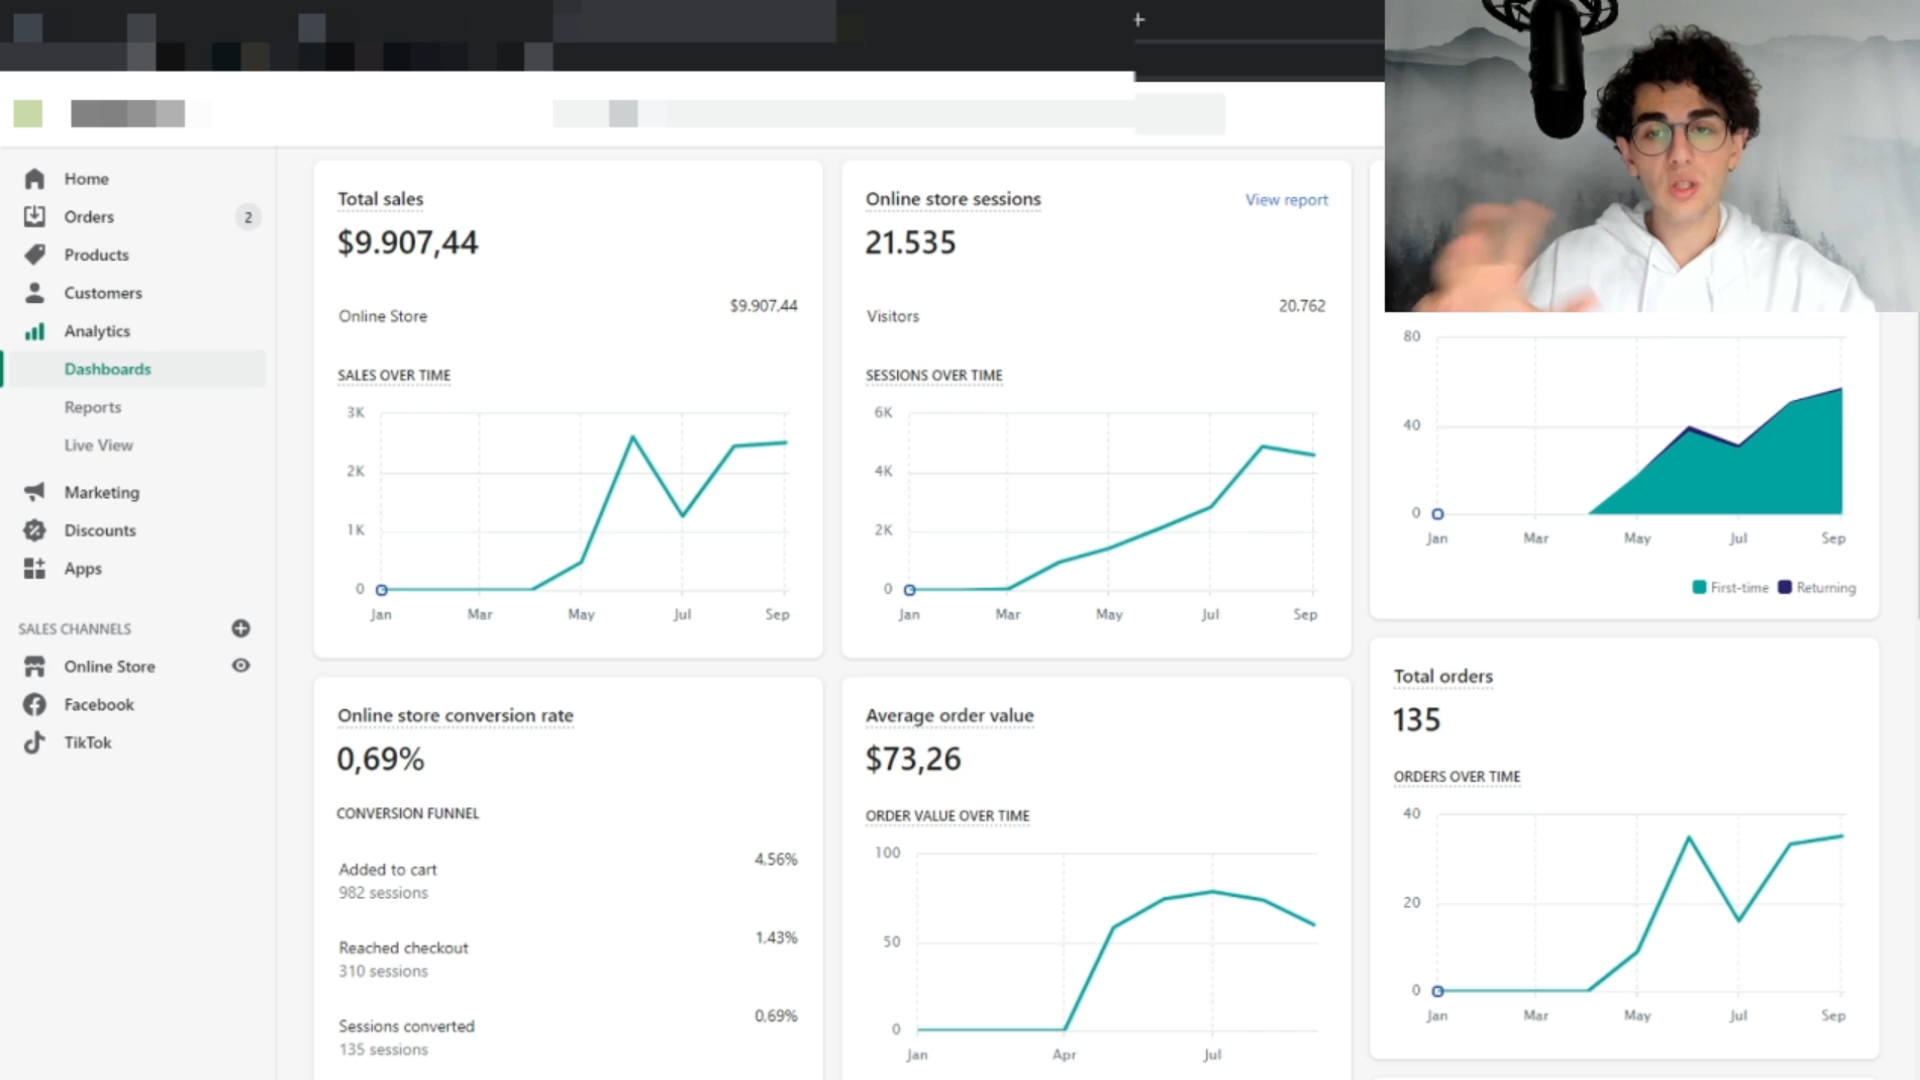 Home
Orders
2
Products
Customers
Analytics
Dashboards
Reports
Live View
Marketing
Discounts
Apps
SALES CHANNELS
Online Store
Facebook
TikTok
Total sales
$9.907,44
Online Store
$9.907,44
SALES OVER TIME
3K
2K
1K
0
Jan Mar May Jul Sep
Online store sessions
View report
21.535
Visitors
20.762
SESSIONS OVER TIME
6K
4K
2K
0
Jan Mar May Jul Sep
80
40
0
Jan Mar May Jul Sep
First-time Returning
Online store conversion rate
0,69%
CONVERSION FUNNEL
Added to cart
4.56%
982 sessions
Reached checkout
1.43%
310 sessions
Sessions converted
0.69%
135 sessions
Average order value
$73,26
ORDER VALUE OVER TIME
100
50
0
Jan Apr Jul
Total orders
135
ORDERS OVER TIME
40
20
0
Jan Mar May Jul Sep